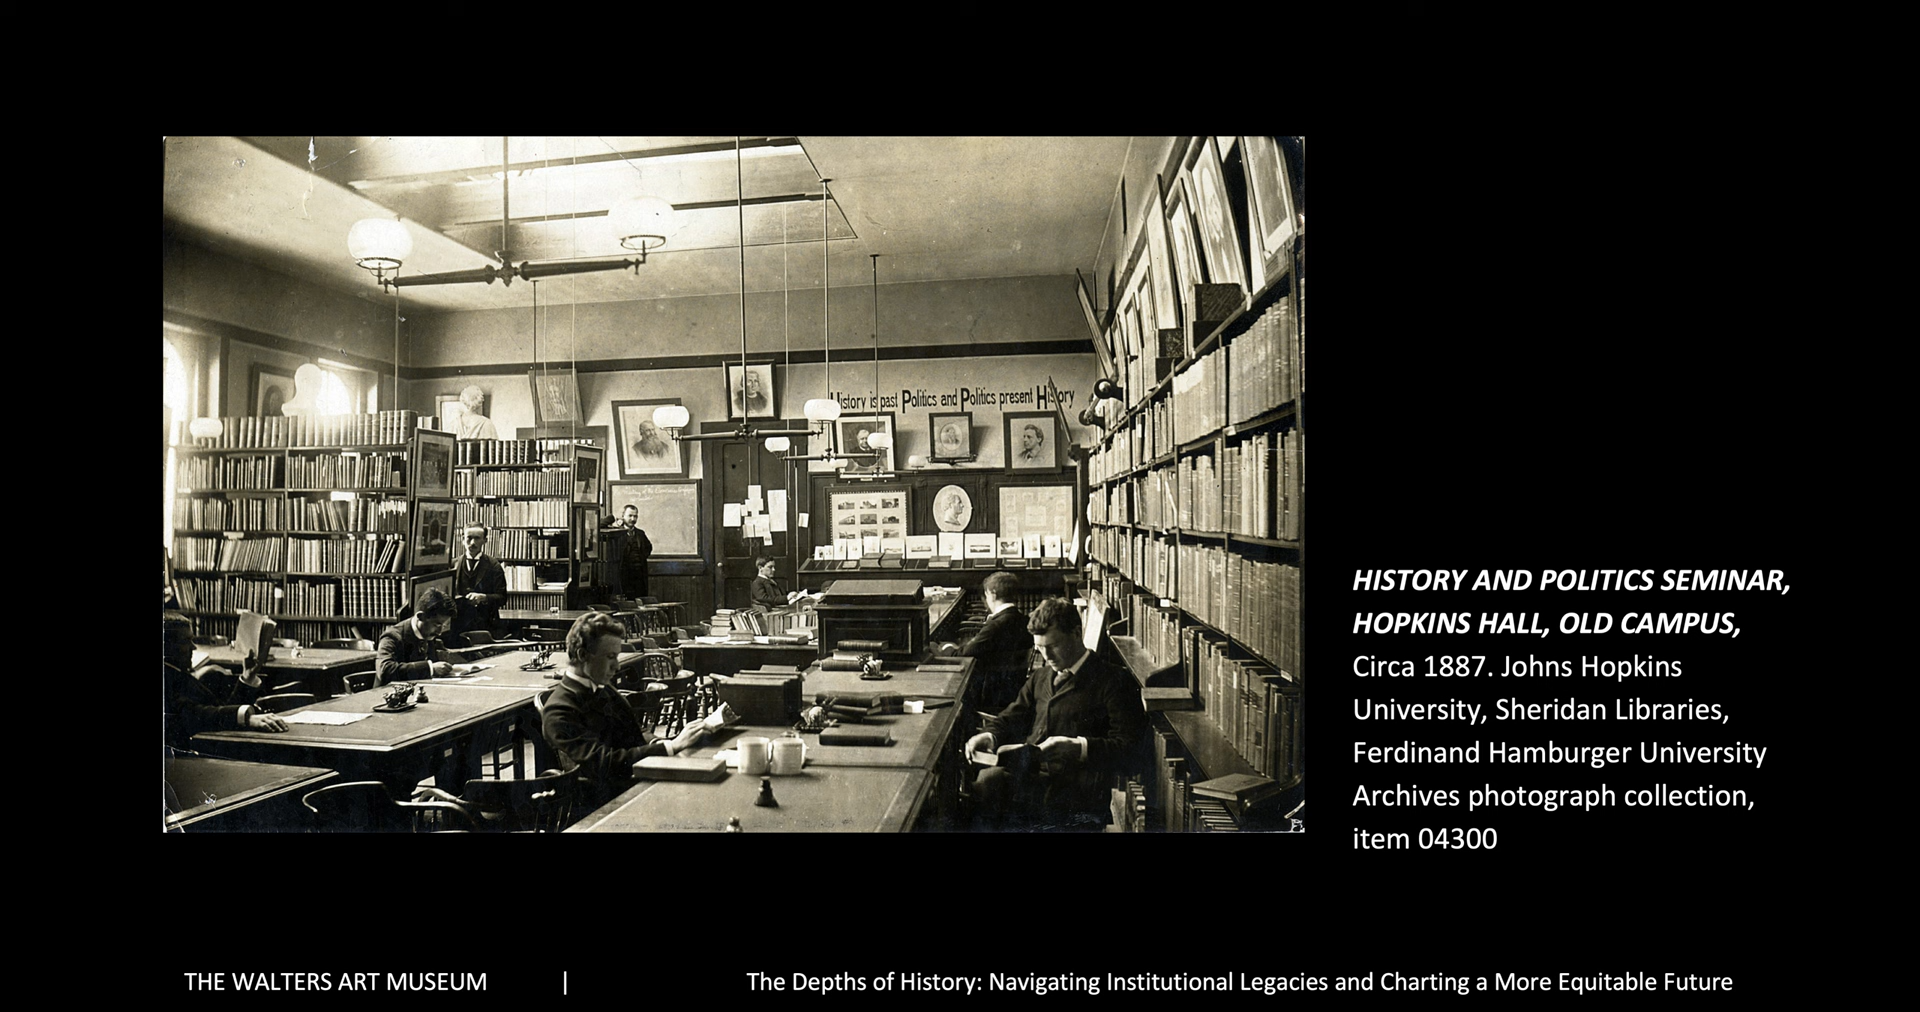 History is past Politics and Politics present History
HISTORY AND POLITICS SEMINAR,
HOPKINS HALL, OLD CAMPUS,
Circa 1887. Johns Hopkins
University, Sheridan Libraries,
Ferdinand Hamburger University
Archives photograph collection,
item 04300
THE WALTERS ART MUSEUM | The Depths of History: Navigating Institutional Legacies and Charting a More Equitable Future